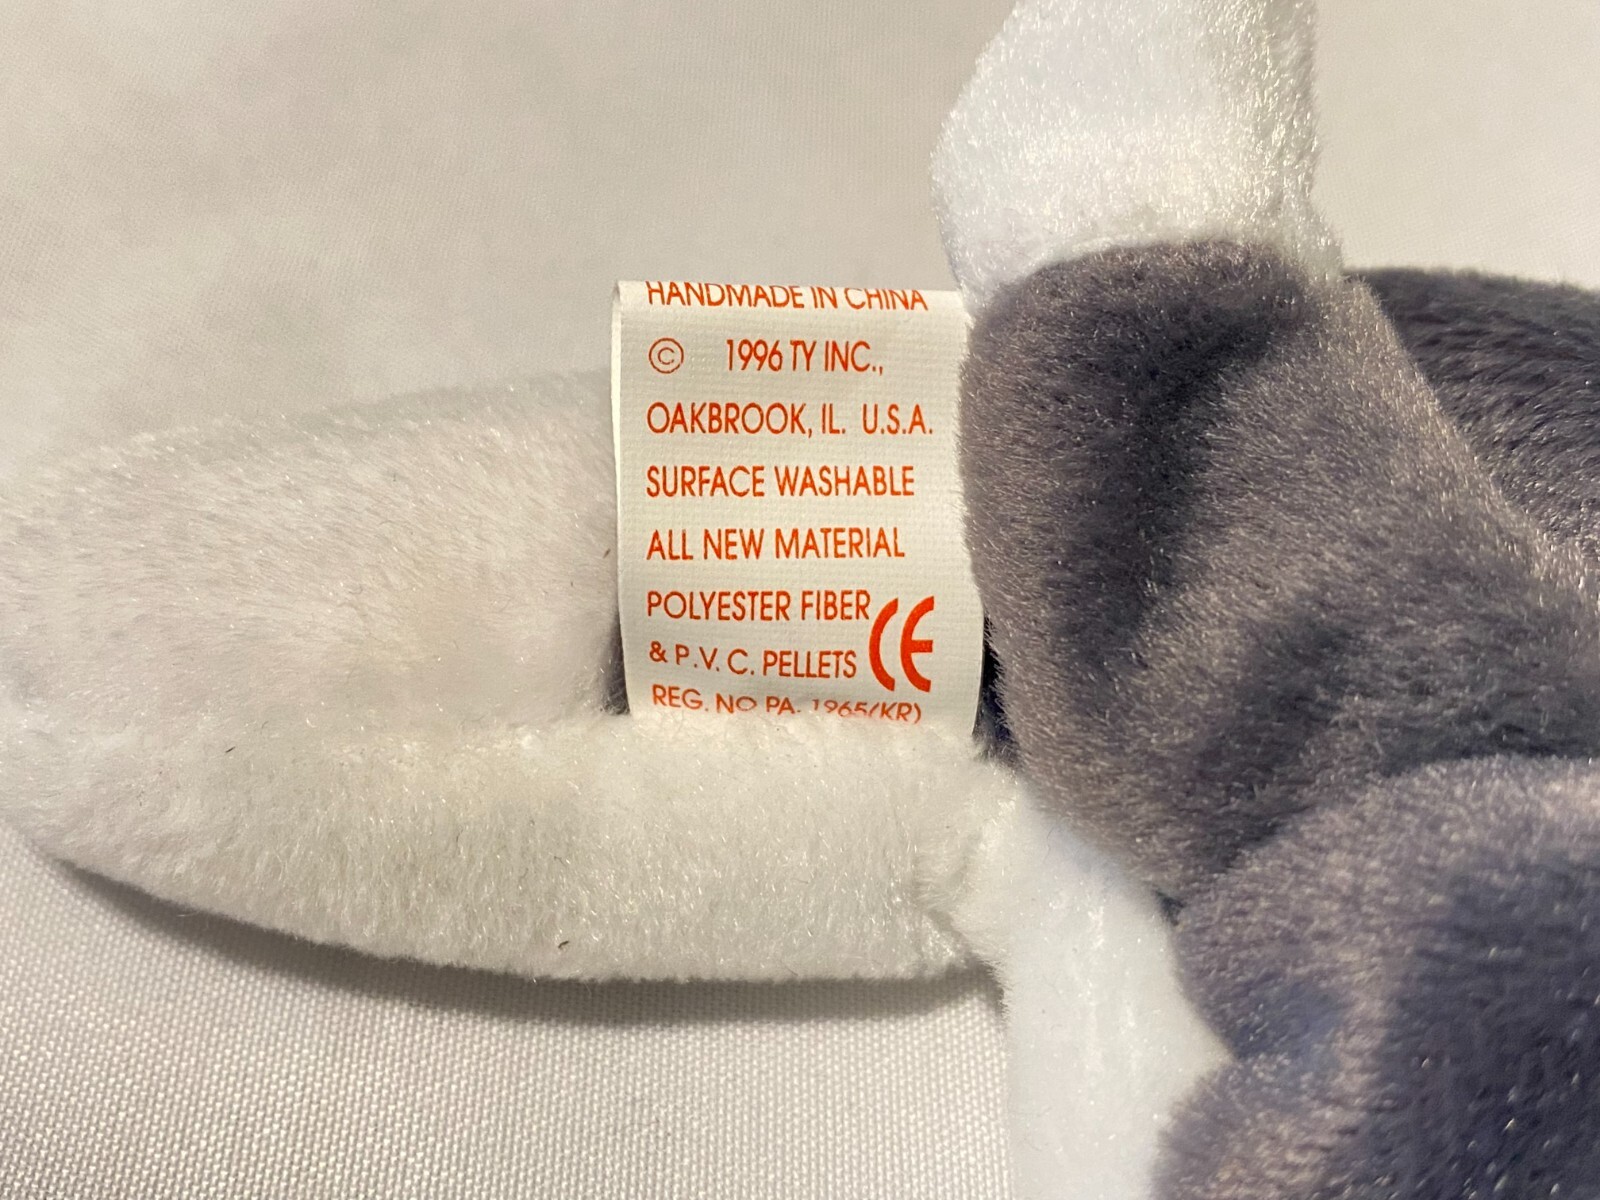 HANDMADE IN CHINA
© 1996 TY INC.,
OAKBROOK, IL. U.S.A.
SURFACE WASHABLE
ALL NEW MATERIAL
POLYESTER FIBER
& P.V.C. PELLETS CE
REG. NO PA. 1965(KR)